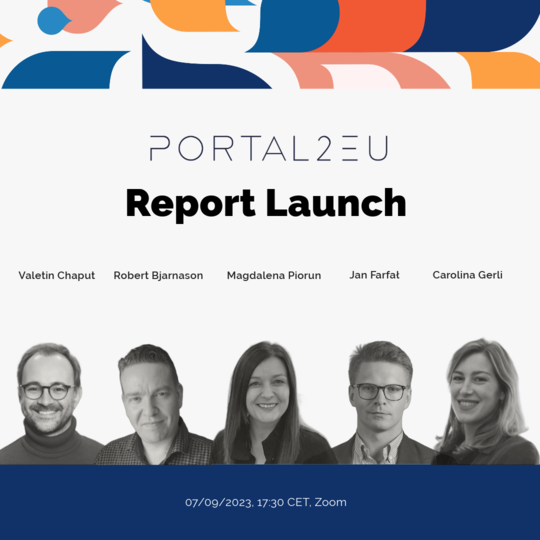 PORTAL2EU
Report Launch
Valetin Chaput Robert Bjarnason Magdalena Piorun Jan Farfał Carolina Gerli
07/09/2023, 17:30 CET, Zoom